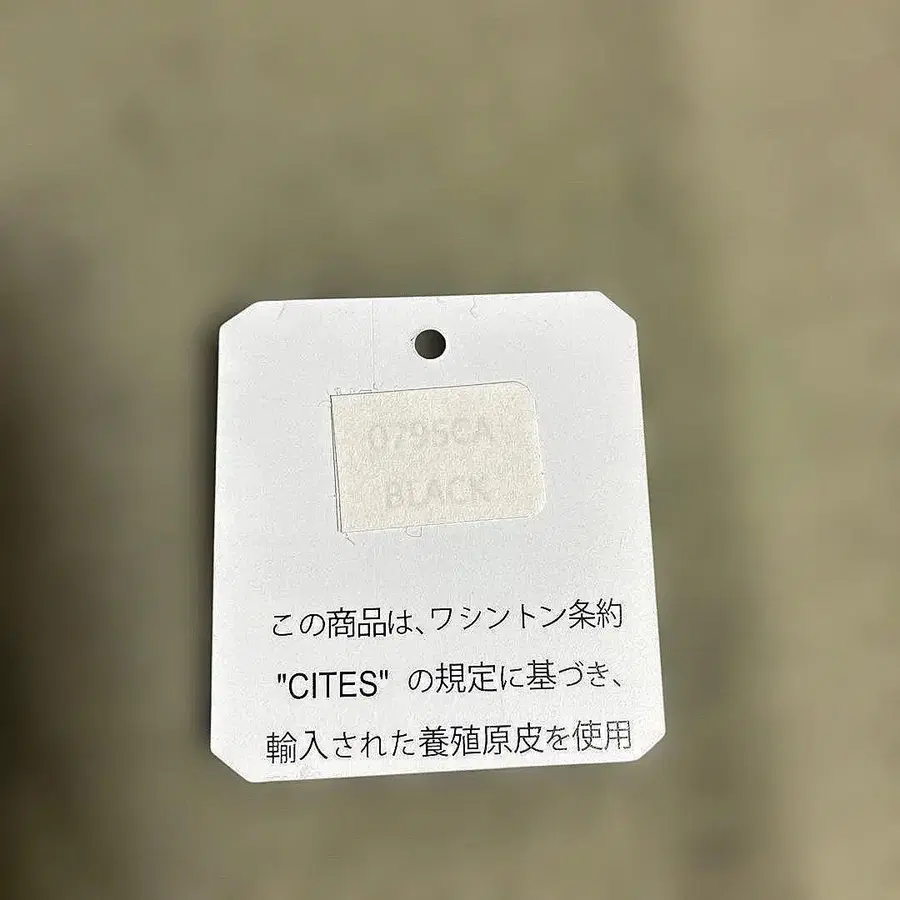 0795CA
BLACK
この商品は、ワシントン条約
"CITES" の規定に基づき、
輸入された養殖原皮を使用